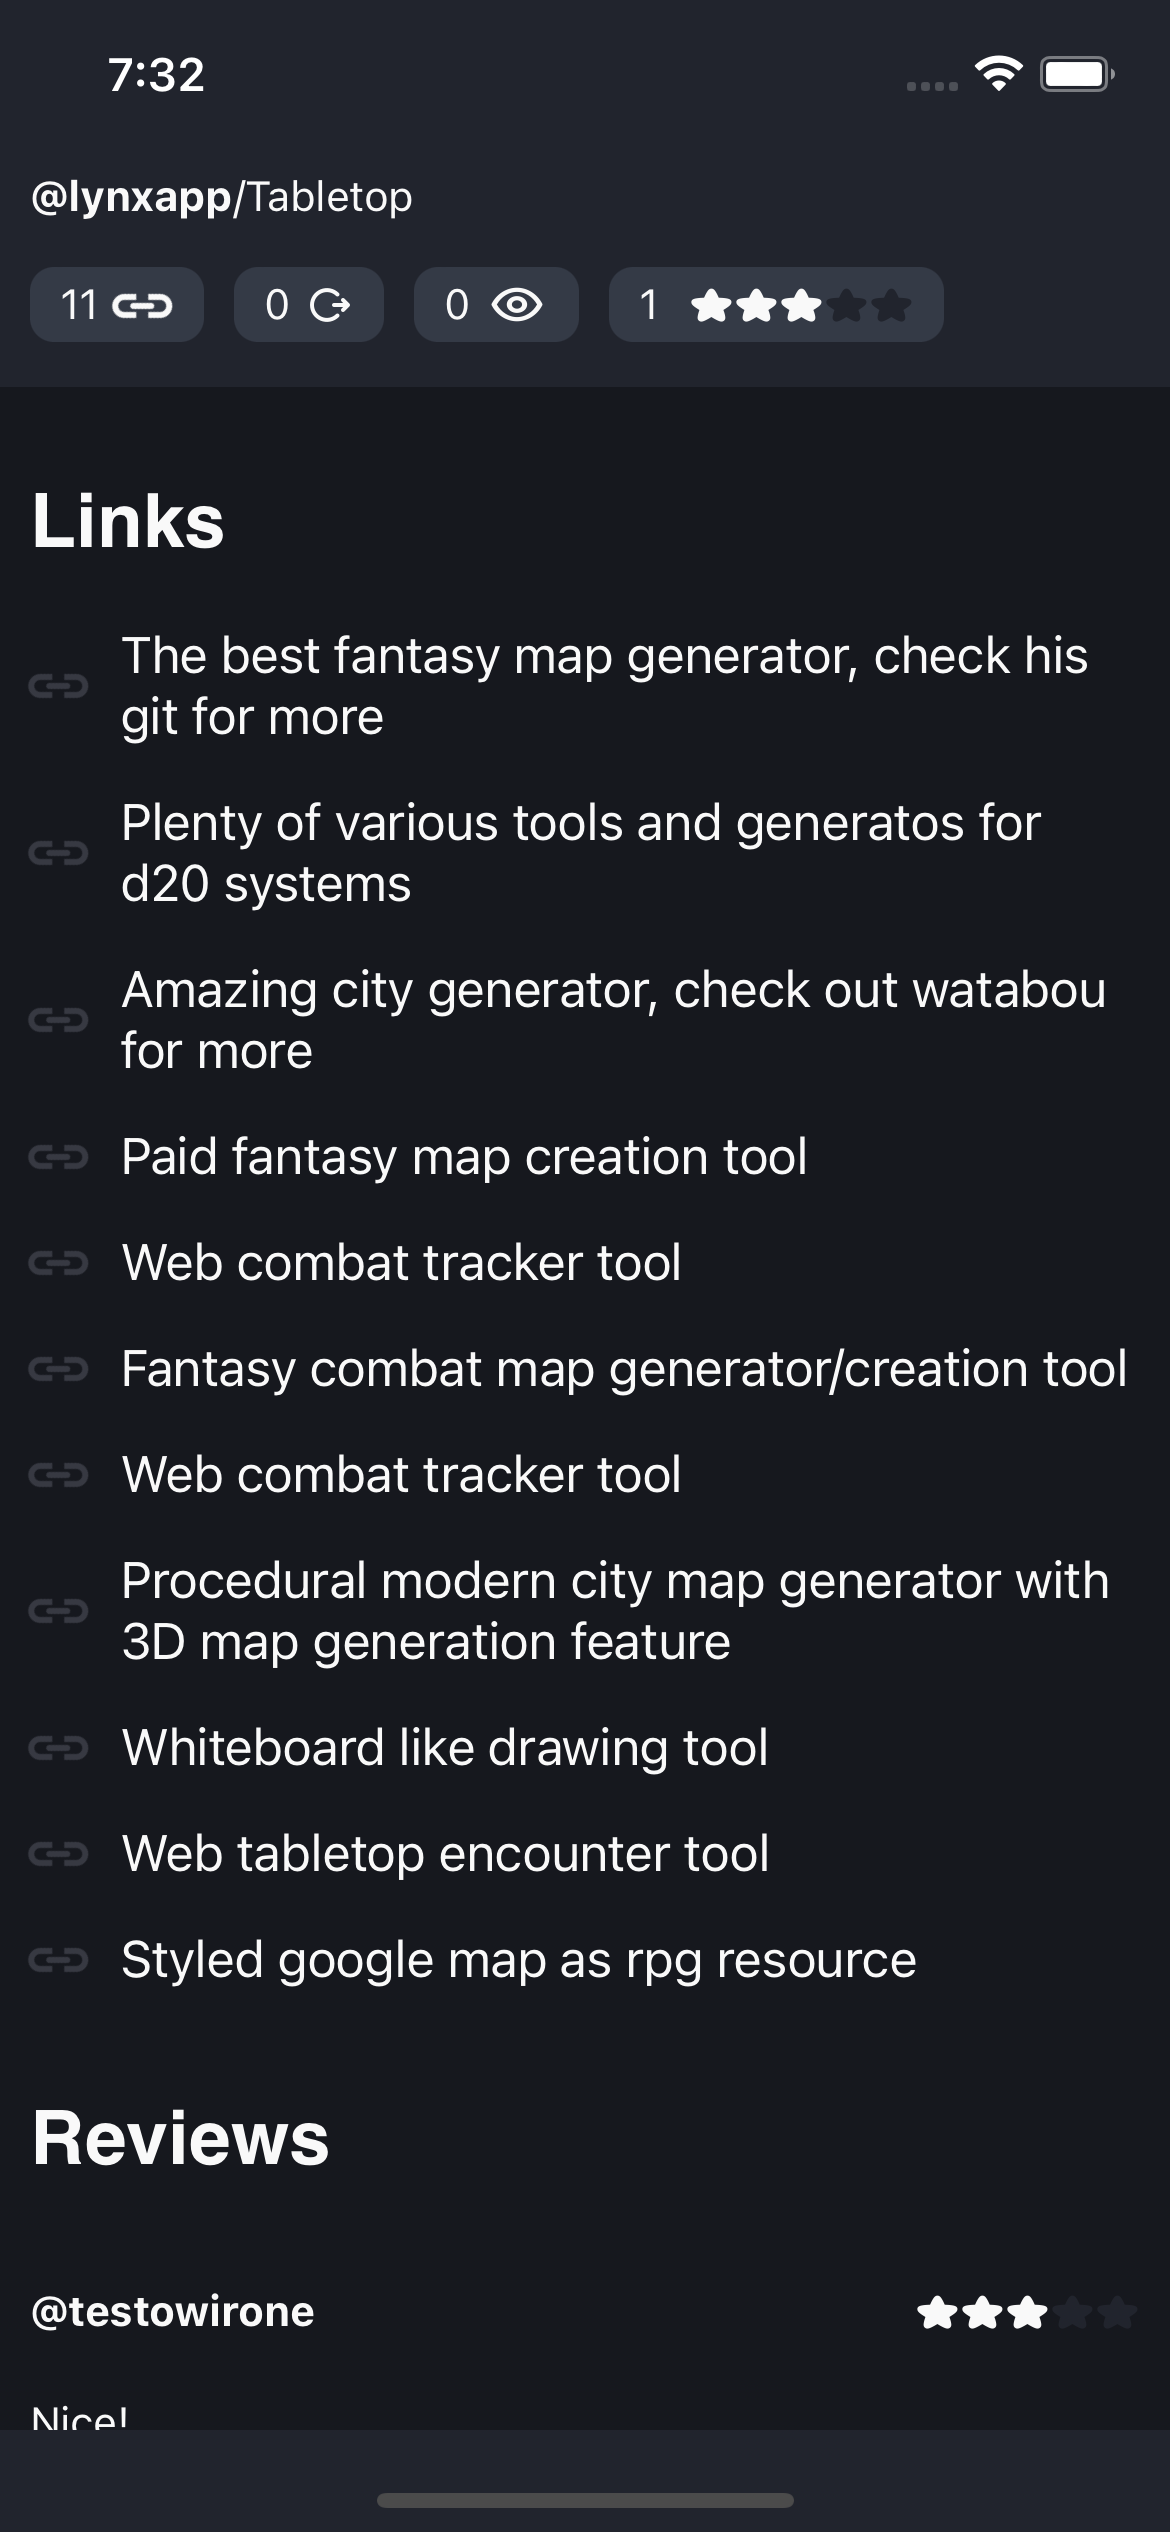 7:32
@lynxapp/Tabletop
11 0 0 1
Links
The best fantasy map generator, check his
git for more
Plenty of various tools and generatos for
d20 systems
Amazing city generator, check out watabou
for more
Paid fantasy map creation tool
Web combat tracker tool
Fantasy combat map generator/creation tool
Web combat tracker tool
Procedural modern city map generator with
3D map generation feature
Whiteboard like drawing tool
Web tabletop encounter tool
Styled google map as rpg resource
Reviews
@testowirone
Nice!